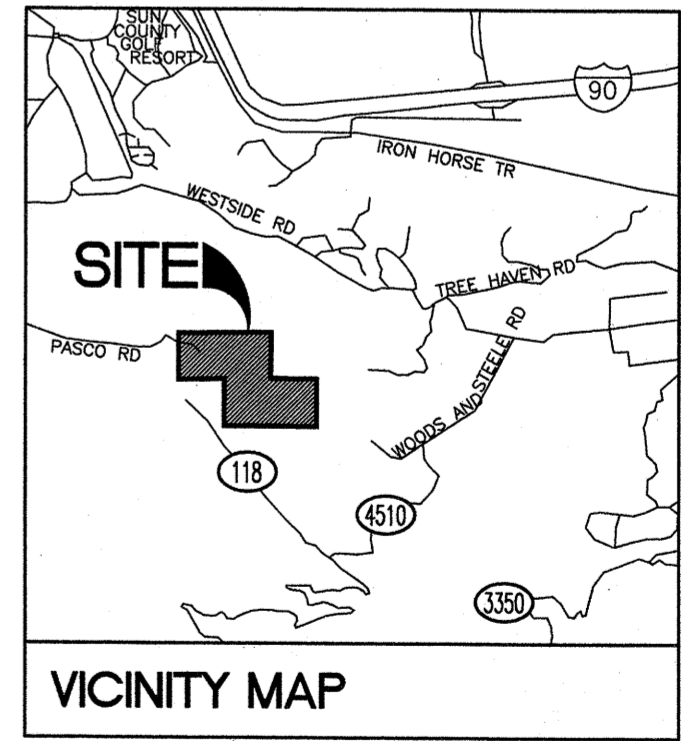 SUN
COUNTY
GOLF
RESORT
90
IRON HORSE TR
WESTSIDE RD
SITE
TREE HAVEN RD
PASCO RD
WOODS AND STEELE RD
118
4510
3350
VICINITY MAP